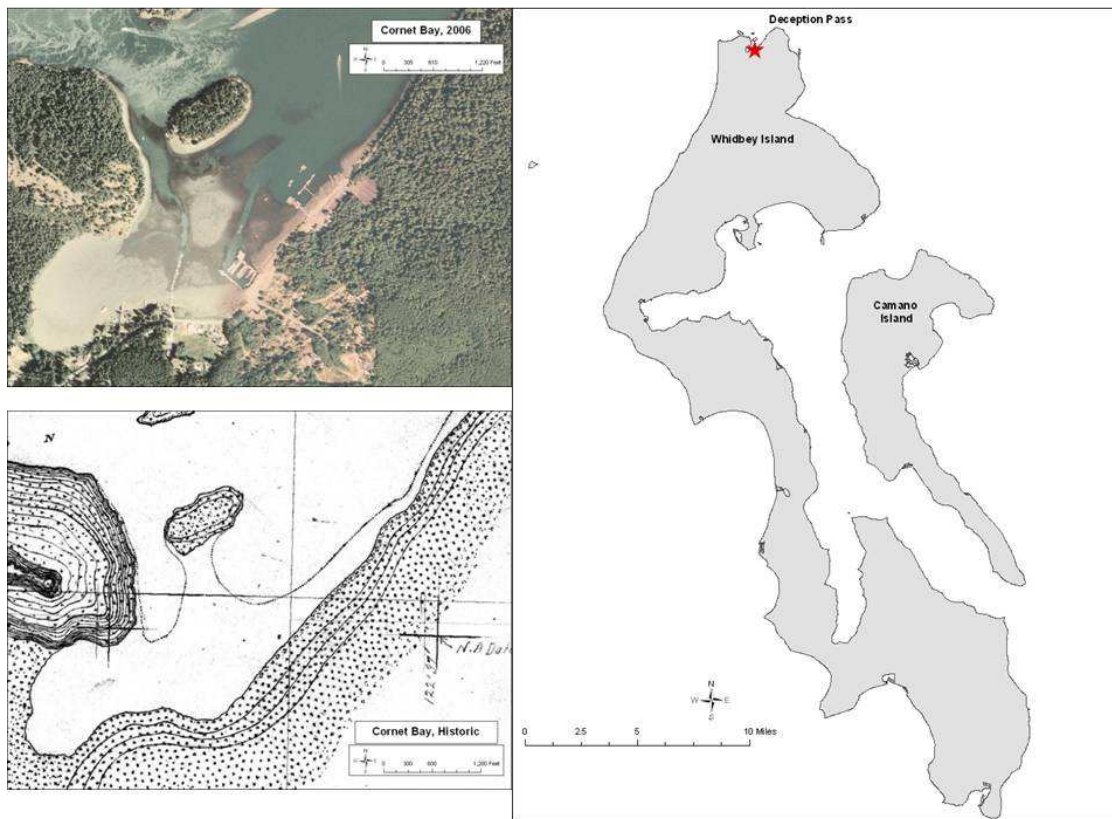 Cornet Bay, 2006
N
0 305 610 1,220 Feet
N
N.A. Dat
Cornet Bay, Historic
0 300 600 1,200 Feet
Deception Pass
Whidbey Island
Camano
Island
N
W E
S
0 2.5 5 10 Miles